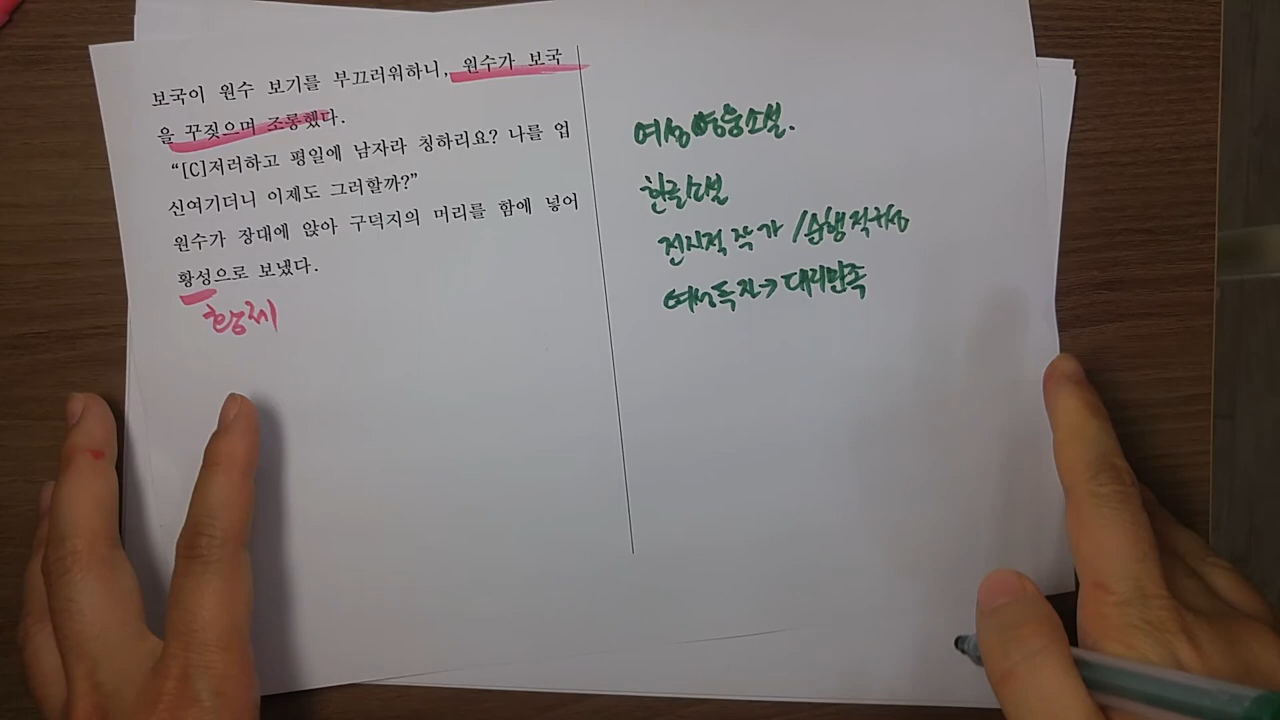 보국이 원수 보기를 부끄러워하니, 원수가 보국
을 꾸짖으며 조롱했다.
“[C]저러하고 평일에 남자라 칭하리요? 나를 업
신여기더니 이제도 그러할까?”
원수가 장대에 앉아 구덕지의 머리를 함에 넣어
황성으로 보냈다.
황제
여성영웅소설.
한글소설
전지적 작가 / 순행적구성
여성독자→대리만족